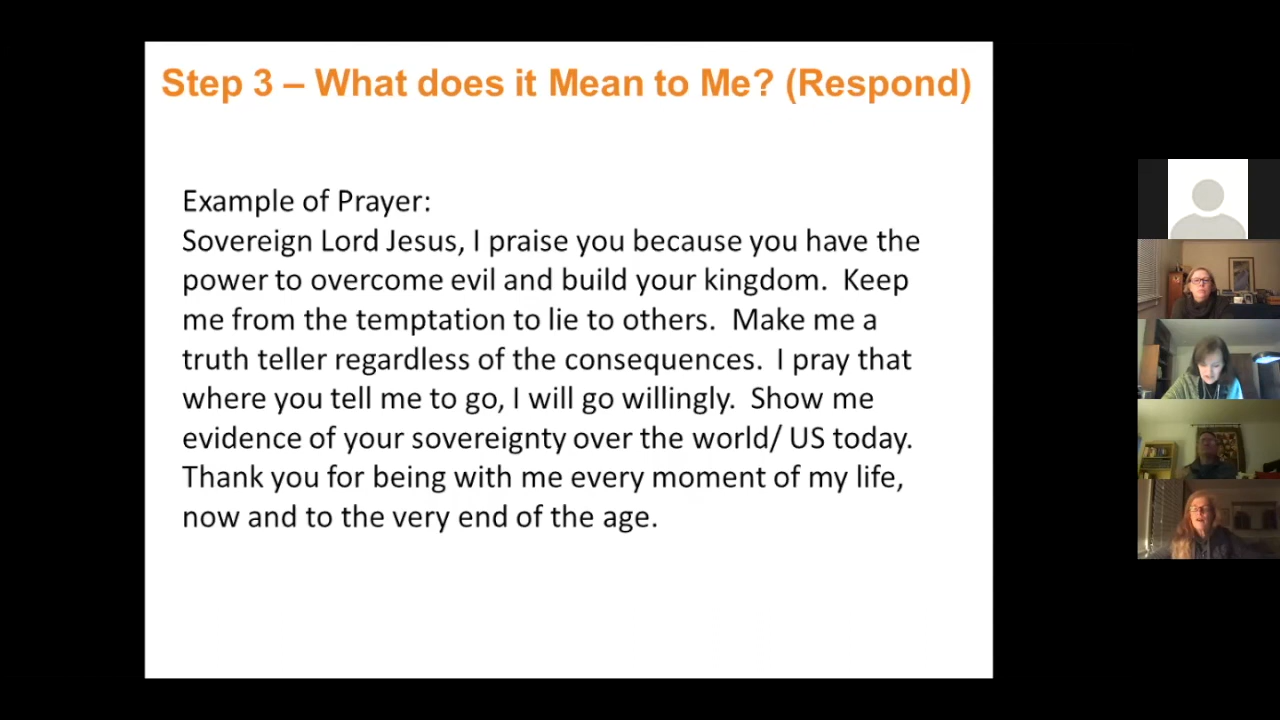 Step 3 – What does it Mean to Me? (Respond)
Example of Prayer:
Sovereign Lord Jesus, I praise you because you have the
power to overcome evil and build your kingdom.  Keep
me from the temptation to lie to others.  Make me a
truth teller regardless of the consequences.  I pray that
where you tell me to go, I will go willingly.  Show me
evidence of your sovereignty over the world/ US today.
Thank you for being with me every moment of my life,
now and to the very end of the age.